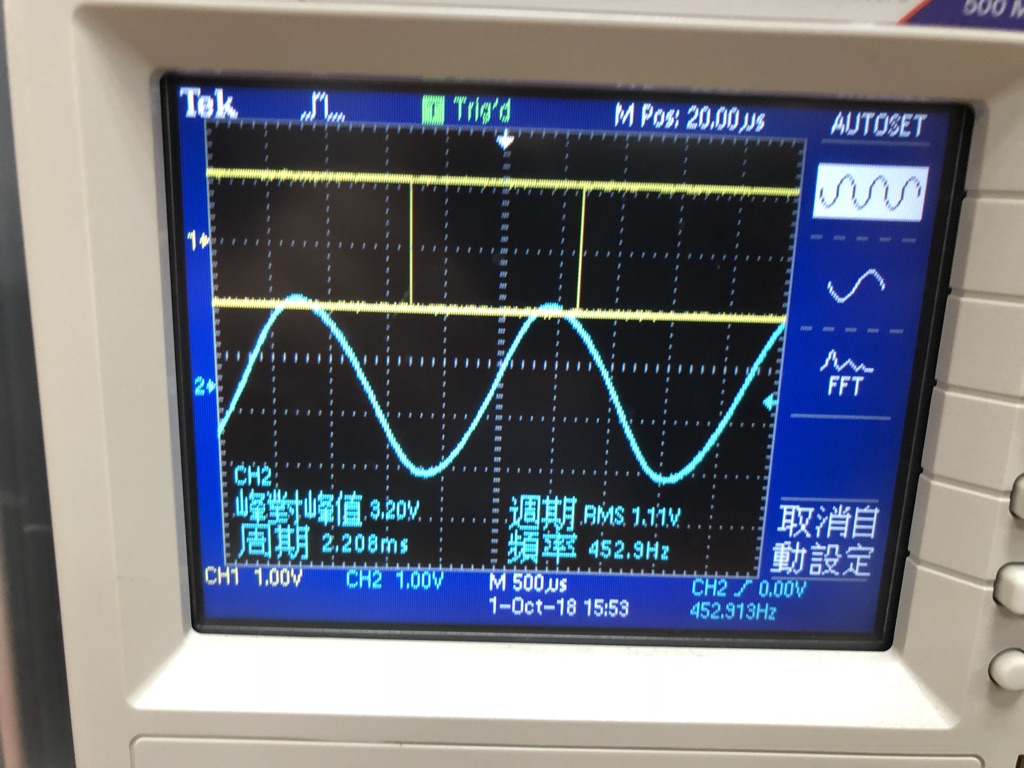 500 M
Tek Trig'd M Pos: 20.00µs AUTOSET
1
2
FFT
CH2
峰對峰值 3.20V 週期 RMS 1.11V
周期 2.208ms 頻率 452.9Hz
取消自
動設定
CH1 1.00V CH2 1.00V M 500µs CH2 0.00V
1-Oct-18 15:53 452.913Hz